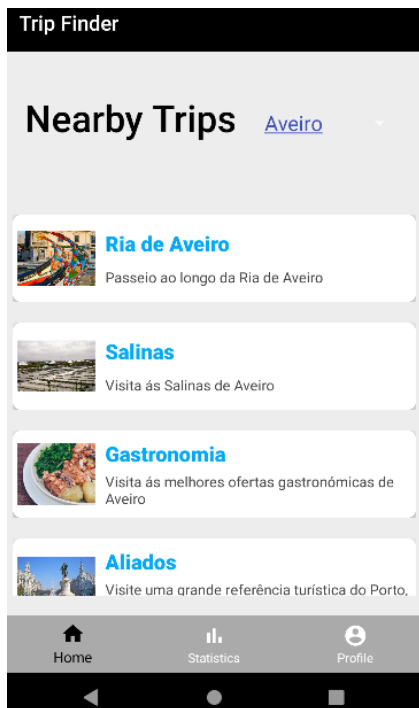 Trip Finder
Nearby Trips Aveiro
Ria de Aveiro
Passeio ao longo da Ria de Aveiro
Salinas
Visita ás Salinas de Aveiro
Gastronomia
Visita ás melhores ofertas gastronómicas de
Aveiro
Aliados
Visite uma grande referência turística do Porto,
Home Statistics Profile